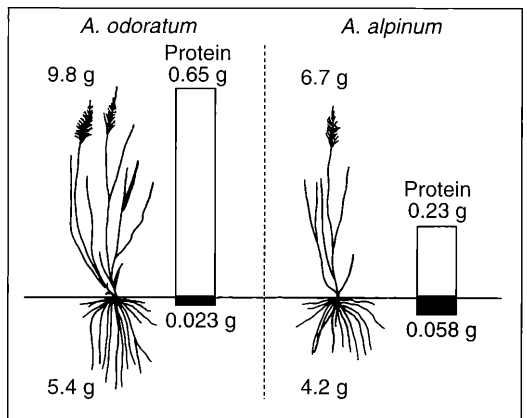 A. odoratum
A. alpinum
9.8 g
Protein
0.65 g
6.7 g
Protein
0.23 g
0.023 g
0.058 g
5.4 g
4.2 g